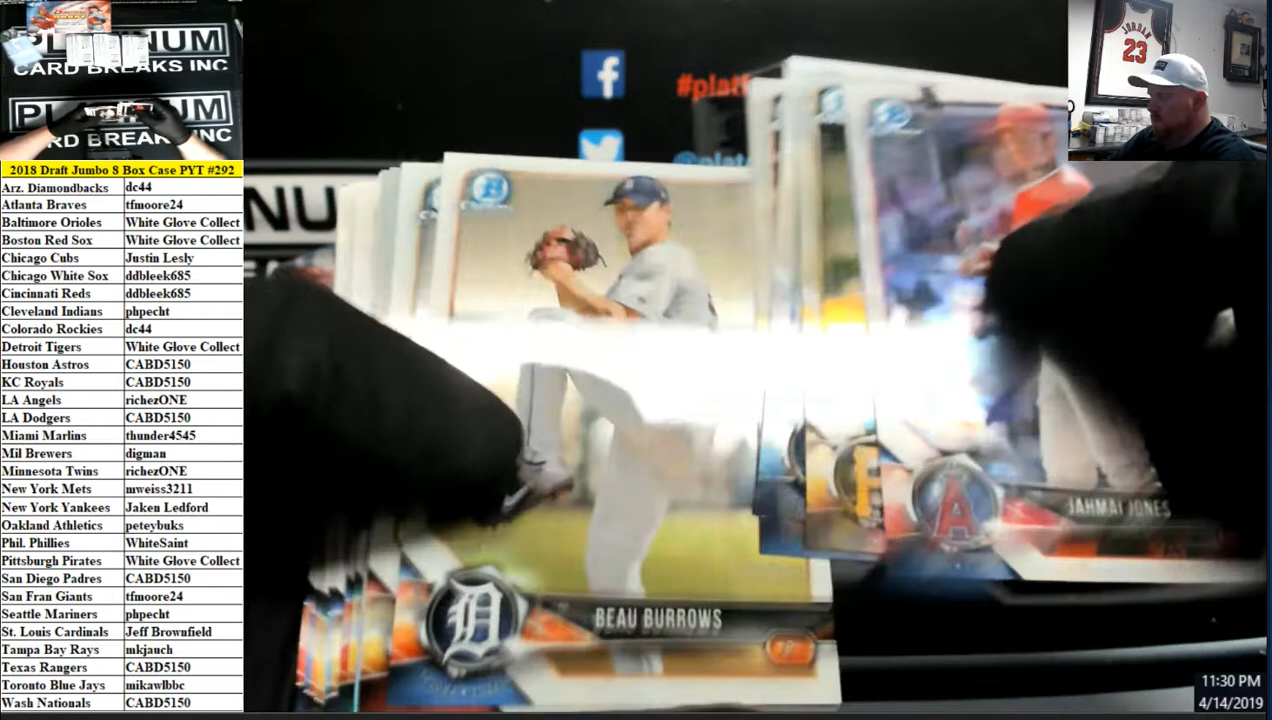 PLATINUM
CARD BREAKS INC
PLATINUM
RD BREAK INC
2018 Draft Jumbo 8 Box Case PYT #292
Arz. Diamondbacks dc44
Atlanta Braves tfmoore24
Baltimore Orioles White Glove Collect
Boston Red Sox White Glove Collect
Chicago Cubs Justin Lesly
Chicago White Sox ddbleek685
Cincinnati Reds ddbleek685
Cleveland Indians phpecht
Colorado Rockies dc44
Detroit Tigers White Glove Collect
Houston Astros CABD5150
KC Royals CABD5150
LA Angels richezONE
LA Dodgers CABD5150
Miami Marlins thunder4545
Mil Brewers digman
Minnesota Twins richezONE
New York Mets mweiss3211
New York Yankees Jaken Ledford
Oakland Athletics peteybuks
Phil. Phillies WhiteSaint
Pittsburgh Pirates White Glove Collect
San Diego Padres CABD5150
San Fran Giants tfmoore24
Seattle Mariners phpecht
St. Louis Cardinals Jeff Brownfield
Tampa Bay Rays mkjauch
Texas Rangers CABD5150
Toronto Blue Jays mikawlbbc
Wash Nationals CABD5150
f
#platf
@plat
NU
B
D
BEAU BURROWS
A
JAHMAI JONES
JORDAN
23
11:30 PM
4/14/2019